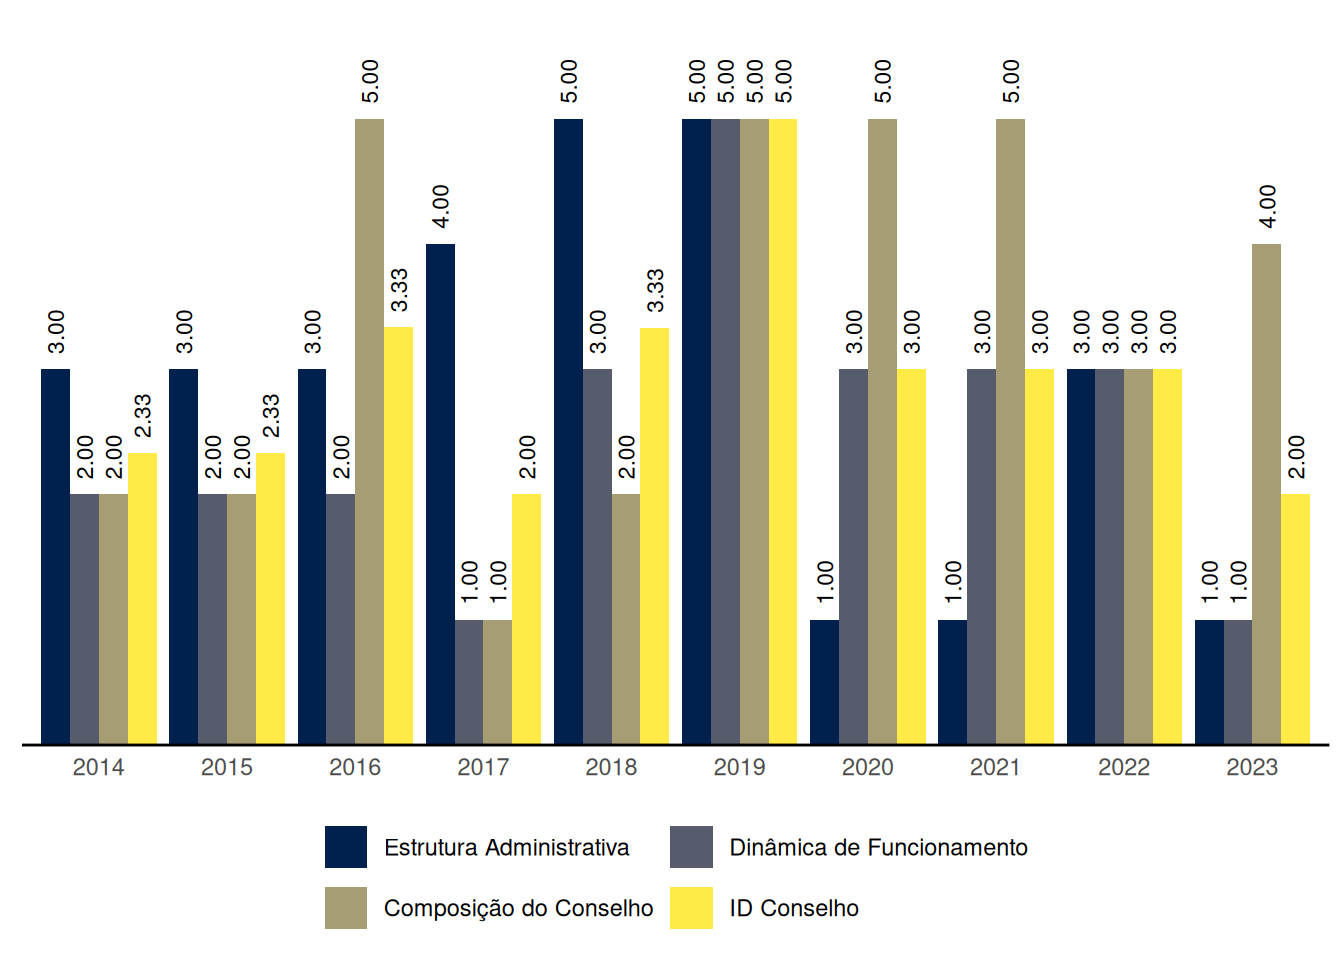 3.00 2.00 2.00 2.33 3.00 2.00 2.00 2.33 3.00 2.00 5.00 3.33 4.00 1.00 1.00 2.00 5.00 3.00 2.00 3.33 5.00 5.00 5.00 5.00 1.00 3.00 5.00 3.00 1.00 3.00 5.00 3.00 3.00 3.00 3.00 3.00 1.00 1.00 4.00 2.00
2014 2015 2016 2017 2018 2019 2020 2021 2022 2023
Estrutura Administrativa Dinâmica de Funcionamento
Composição do Conselho ID Conselho